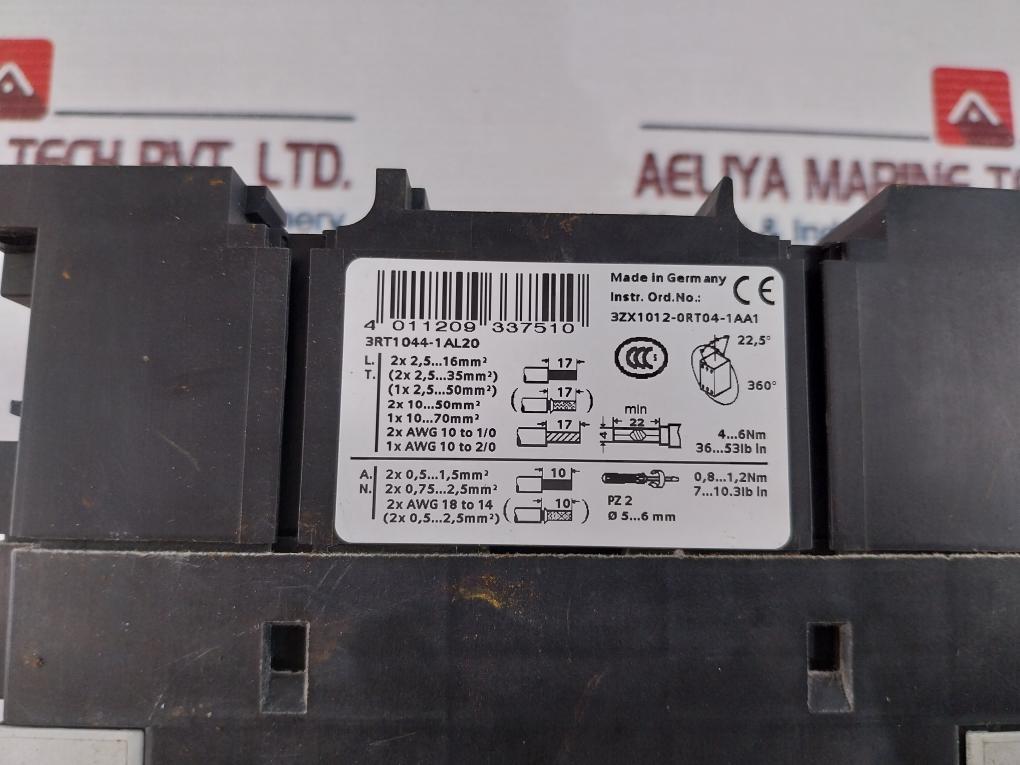 TECH PVT. LTD.
AELIYA MARINE
& Ind
4 011209 337510
3RT1044-1AL20
Made in Germany
Instr. Ord.No.:
3ZX1012-0RT04-1AA1
CE
L.
T.
2x 2,5...16mm²
(2x 2,5...35mm²)
(1x 2,5...50mm²)
2x 10...50mm²
1x 10...70mm²
2x AWG 10 to 1/0
1x AWG 10 to 2/0
17
17
17
CCC S
22,5°
360°
min
22
4
4...6Nm
36...53lb in
A.
N.
2x 0,5...1,5mm²
2x 0,75...2,5mm²
2x AWG 18 to 14
(2x 0,5...2,5mm²)
10
10
PZ 2
Ø 5...6 mm
0,8...1,2Nm
7...10.3lb in